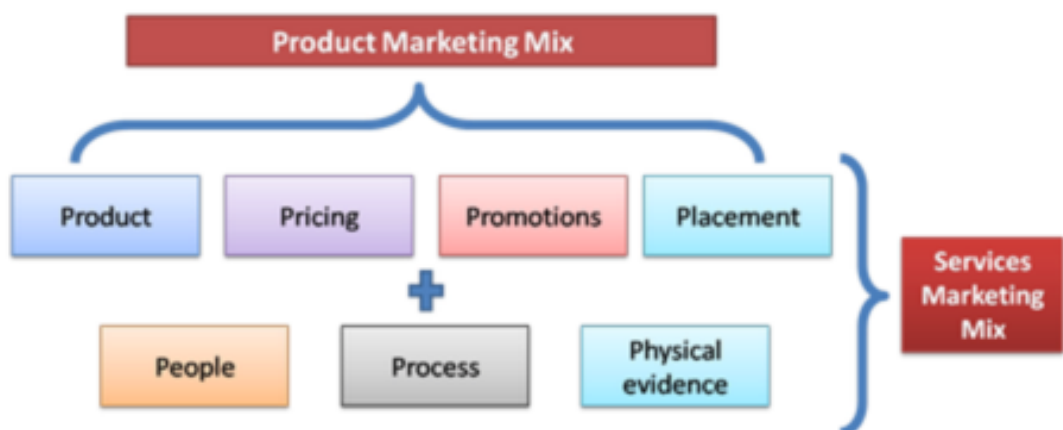 Product Marketing Mix
Product
Pricing
Promotions
Placement
Services
Marketing
Mix
People
Process
Physical
evidence